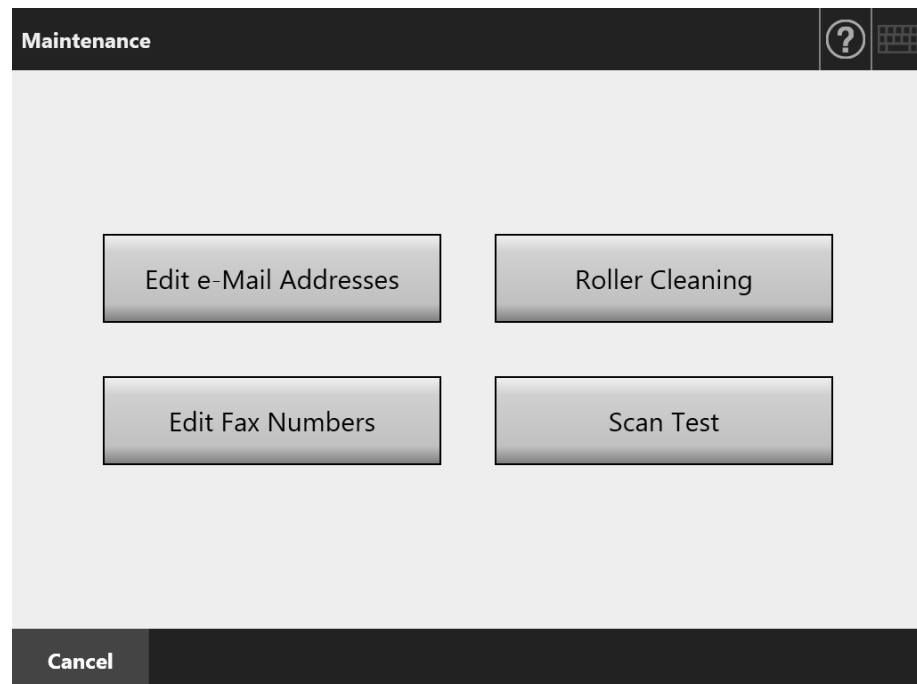 Maintenance
?
Edit e-Mail Addresses
Roller Cleaning
Edit Fax Numbers
Scan Test
Cancel